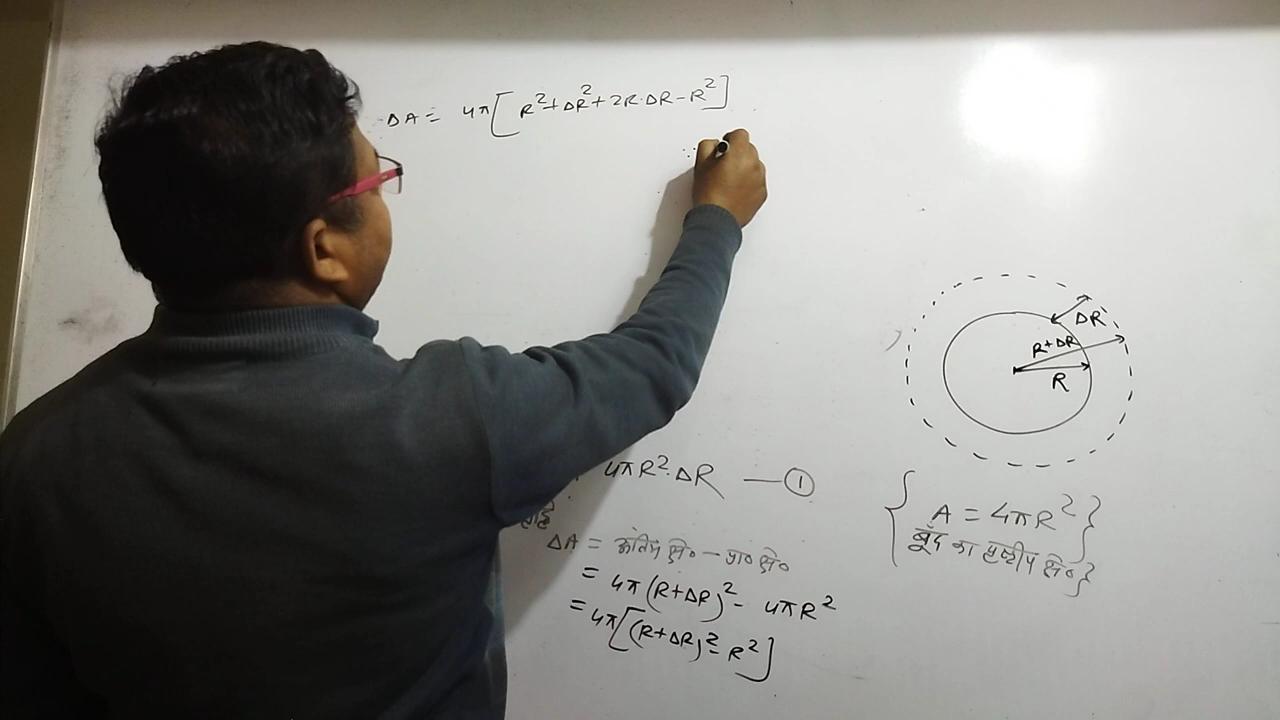 ΔA = 4π[R²+ΔR²+2R·ΔR-R²]
ΔR
R+ΔR
R
4πR²·ΔR — ①
ΔA = अंतिम क्षे० - प्रा० क्षे०
= 4π(R+ΔR)² - 4πR²
= 4π[(R+ΔR)² - R²]
{ A = 4πR² }
बूँद का पृष्ठीय क्षे० }